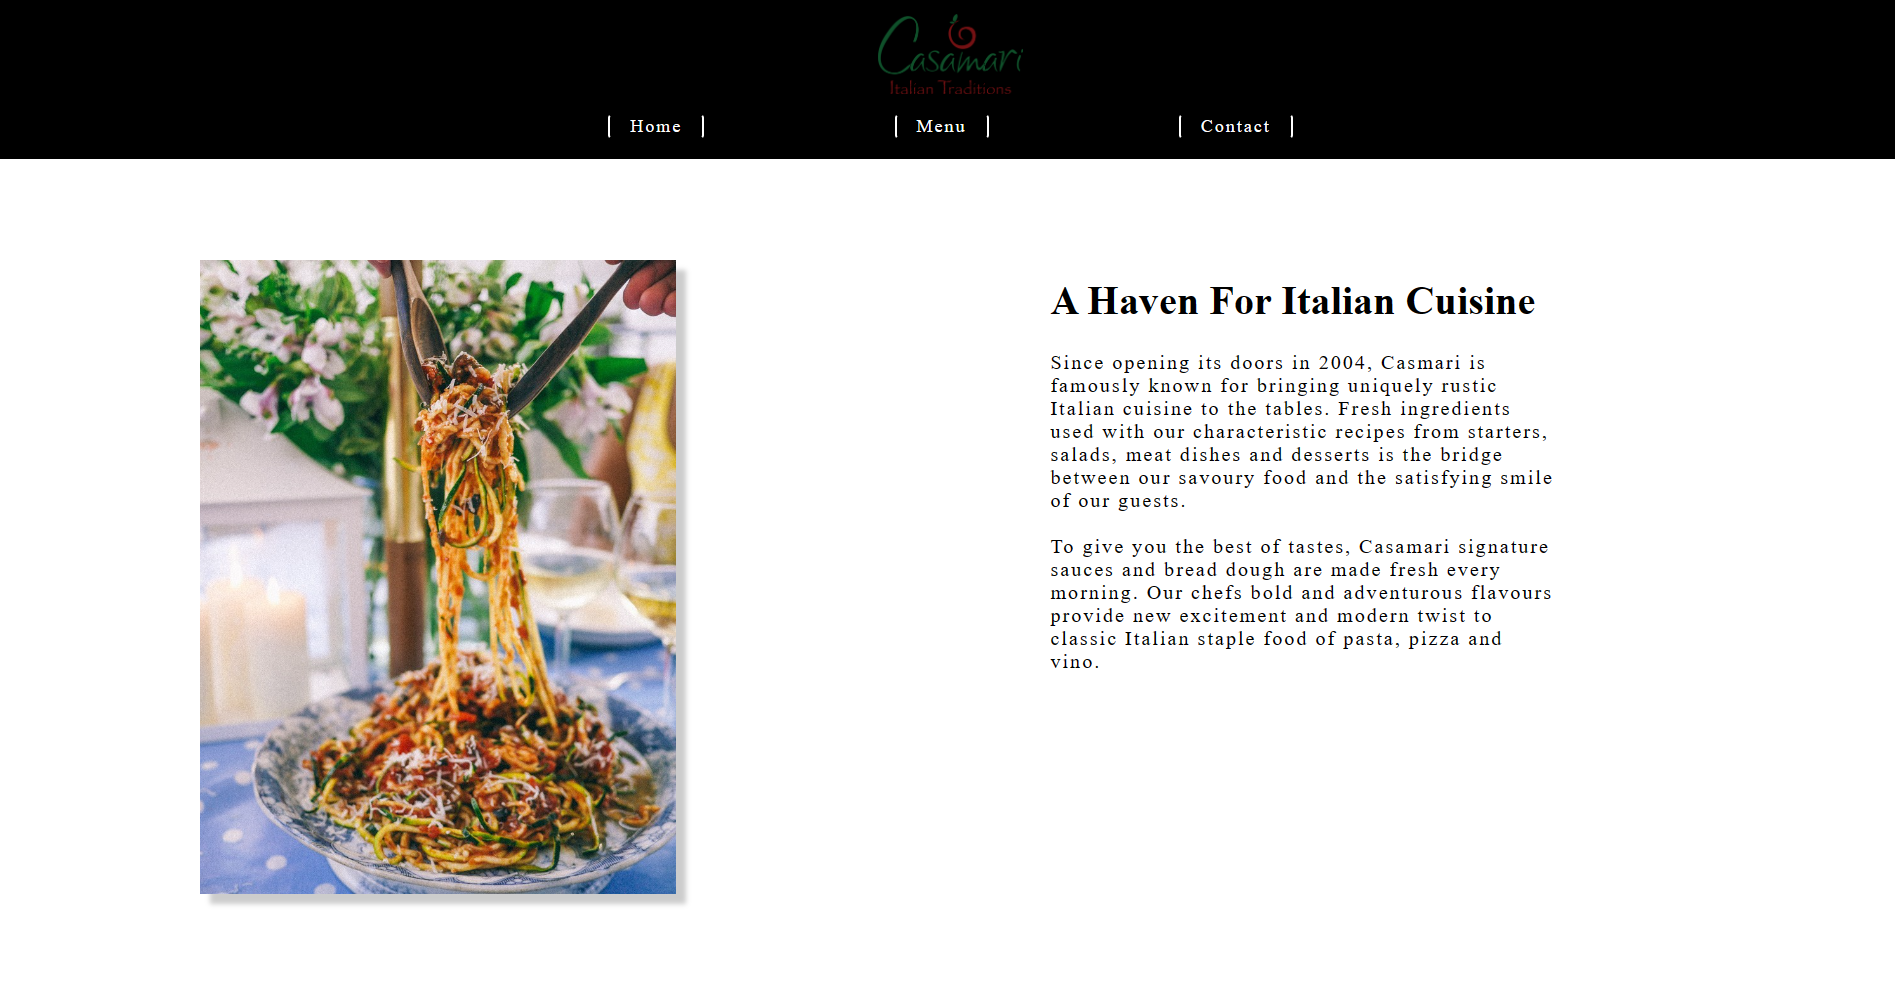 Casamari
Italian Traditions
Home
Menu
Contact
A Haven For Italian Cuisine
Since opening its doors in 2004, Casmari is
famously known for bringing uniquely rustic
Italian cuisine to the tables. Fresh ingredients
used with our characteristic recipes from starters,
salads, meat dishes and desserts is the bridge
between our savoury food and the satisfying smile
of our guests.
To give you the best of tastes, Casamari signature
sauces and bread dough are made fresh every
morning. Our chefs bold and adventurous flavours
provide new excitement and modern twist to
classic Italian staple food of pasta, pizza and
vino.